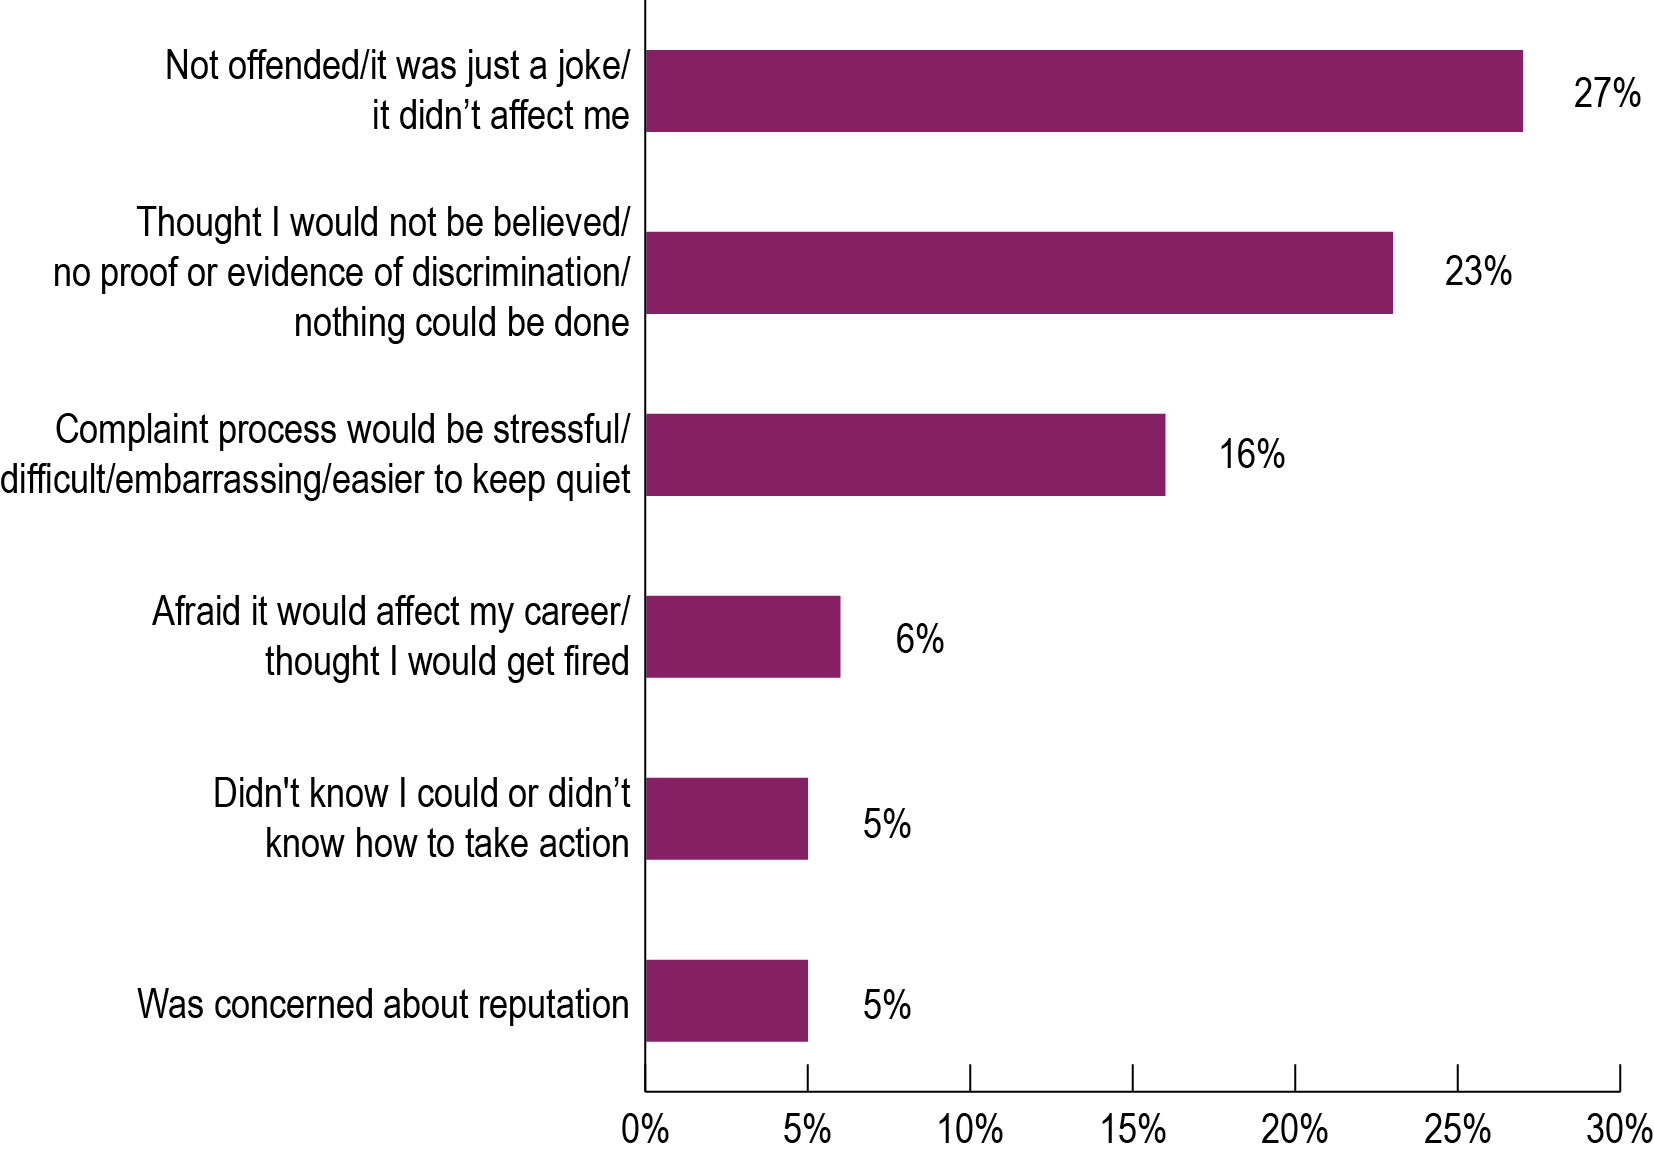 Not offended/it was just a joke/
it didn’t affect me
27%
Thought I would not be believed/
no proof or evidence of discrimination/
nothing could be done
23%
Complaint process would be stressful/
difficult/embarrassing/easier to keep quiet
16%
Afraid it would affect my career/
thought I would get fired
6%
Didn't know I could or didn’t
know how to take action
5%
Was concerned about reputation
5%
0% 5% 10% 15% 20% 25% 30%